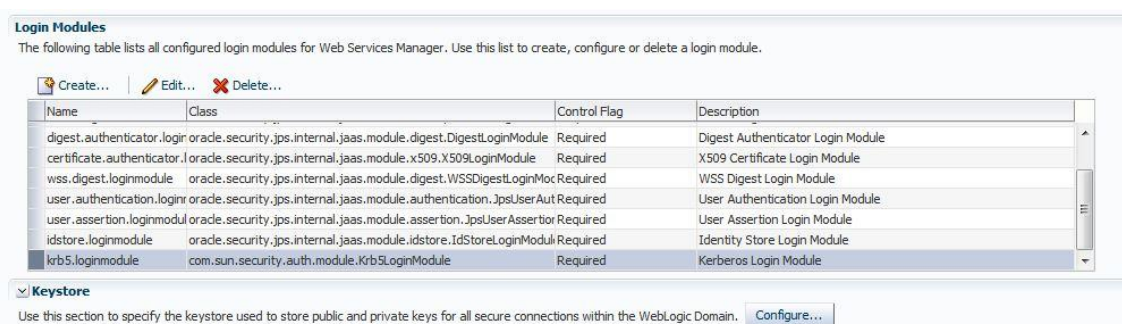 Login Modules
The following table lists all configured login modules for Web Services Manager. Use this list to create, configure or delete a login module.
Create... Edit... Delete...
Name Class Control Flag Description
digest.authenticator.login oracle.security.jps.internal.jaas.module.digest.DigestLoginModule Required Digest Authenticator Login Module
certificate.authenticator.l oracle.security.jps.internal.jaas.module.x509.X509LoginModule Required X509 Certificate Login Module
wss.digest.loginmodule oracle.security.jps.internal.jaas.module.digest.WSSDigestLoginMod Required WSS Digest Login Module
user.authentication.loginm oracle.security.jps.internal.jaas.module.authentication.JpsUserAut Required User Authentication Login Module
user.assertion.loginmodul oracle.security.jps.internal.jaas.module.assertion.JpsUserAssertion Required User Assertion Login Module
idstore.loginmodule oracle.security.jps.internal.jaas.module.idstore.IdStoreLoginModule Required Identity Store Login Module
krb5.loginmodule com.sun.security.auth.module.Krb5LoginModule Required Kerberos Login Module
Keystore
Use this section to specify the keystore used to store public and private keys for all secure connections within the WebLogic Domain. Configure...